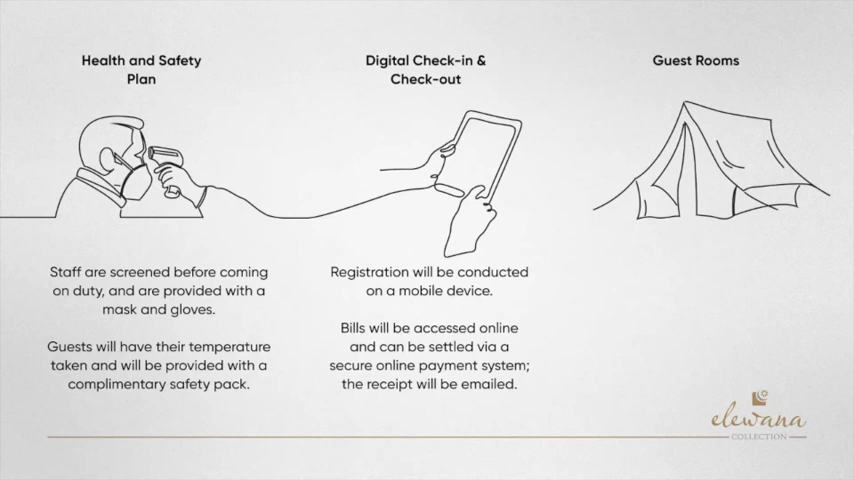 Health and Safety
Plan
Staff are screened before coming
on duty, and are provided with a
mask and gloves.
Guests will have their temperature
taken and will be provided with a
complimentary safety pack.
Digital Check-in &
Check-out
Registration will be conducted
on a mobile device.
Bills will be accessed online
and can be settled via a
secure online payment system;
the receipt will be emailed.
Guest Rooms
elewana
COLLECTION